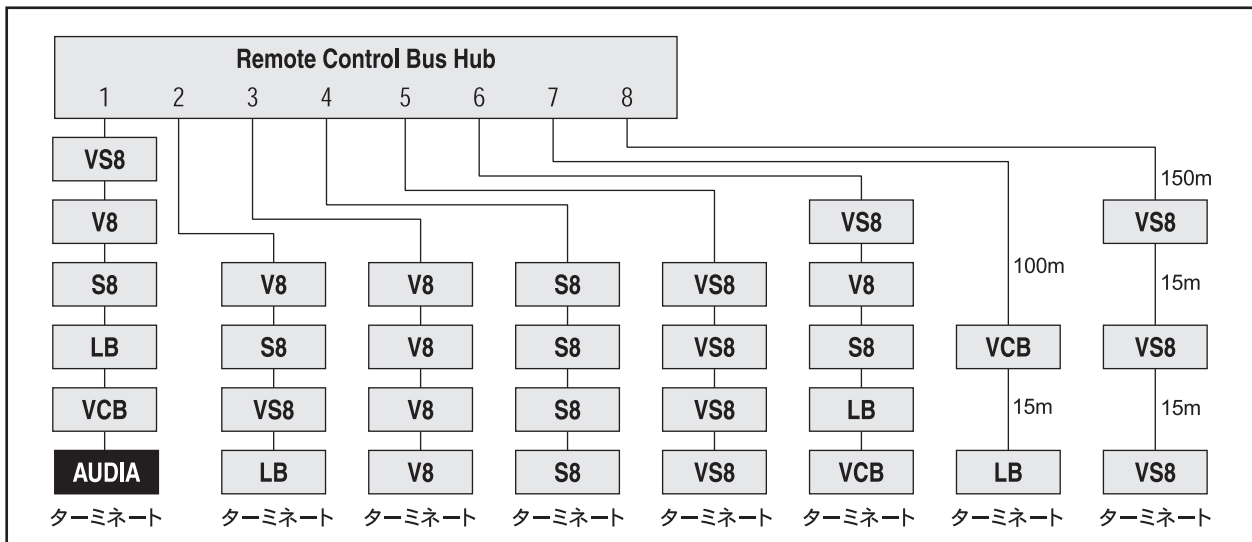 Remote Control Bus Hub
1 2 3 4 5 6 7 8
VS8
150m
V8 VS8 VS8
100m 15m
S8 V8 V8 S8 VS8 V8
LB S8 V8 S8 VS8 S8 VCB VS8
VCB VS8 V8 S8 VS8 LB 15m 15m
AUDIA LB V8 S8 VS8 VCB LB VS8
ターミネート ターミネート ターミネート ターミネート ターミネート ターミネート ターミネート ターミネート